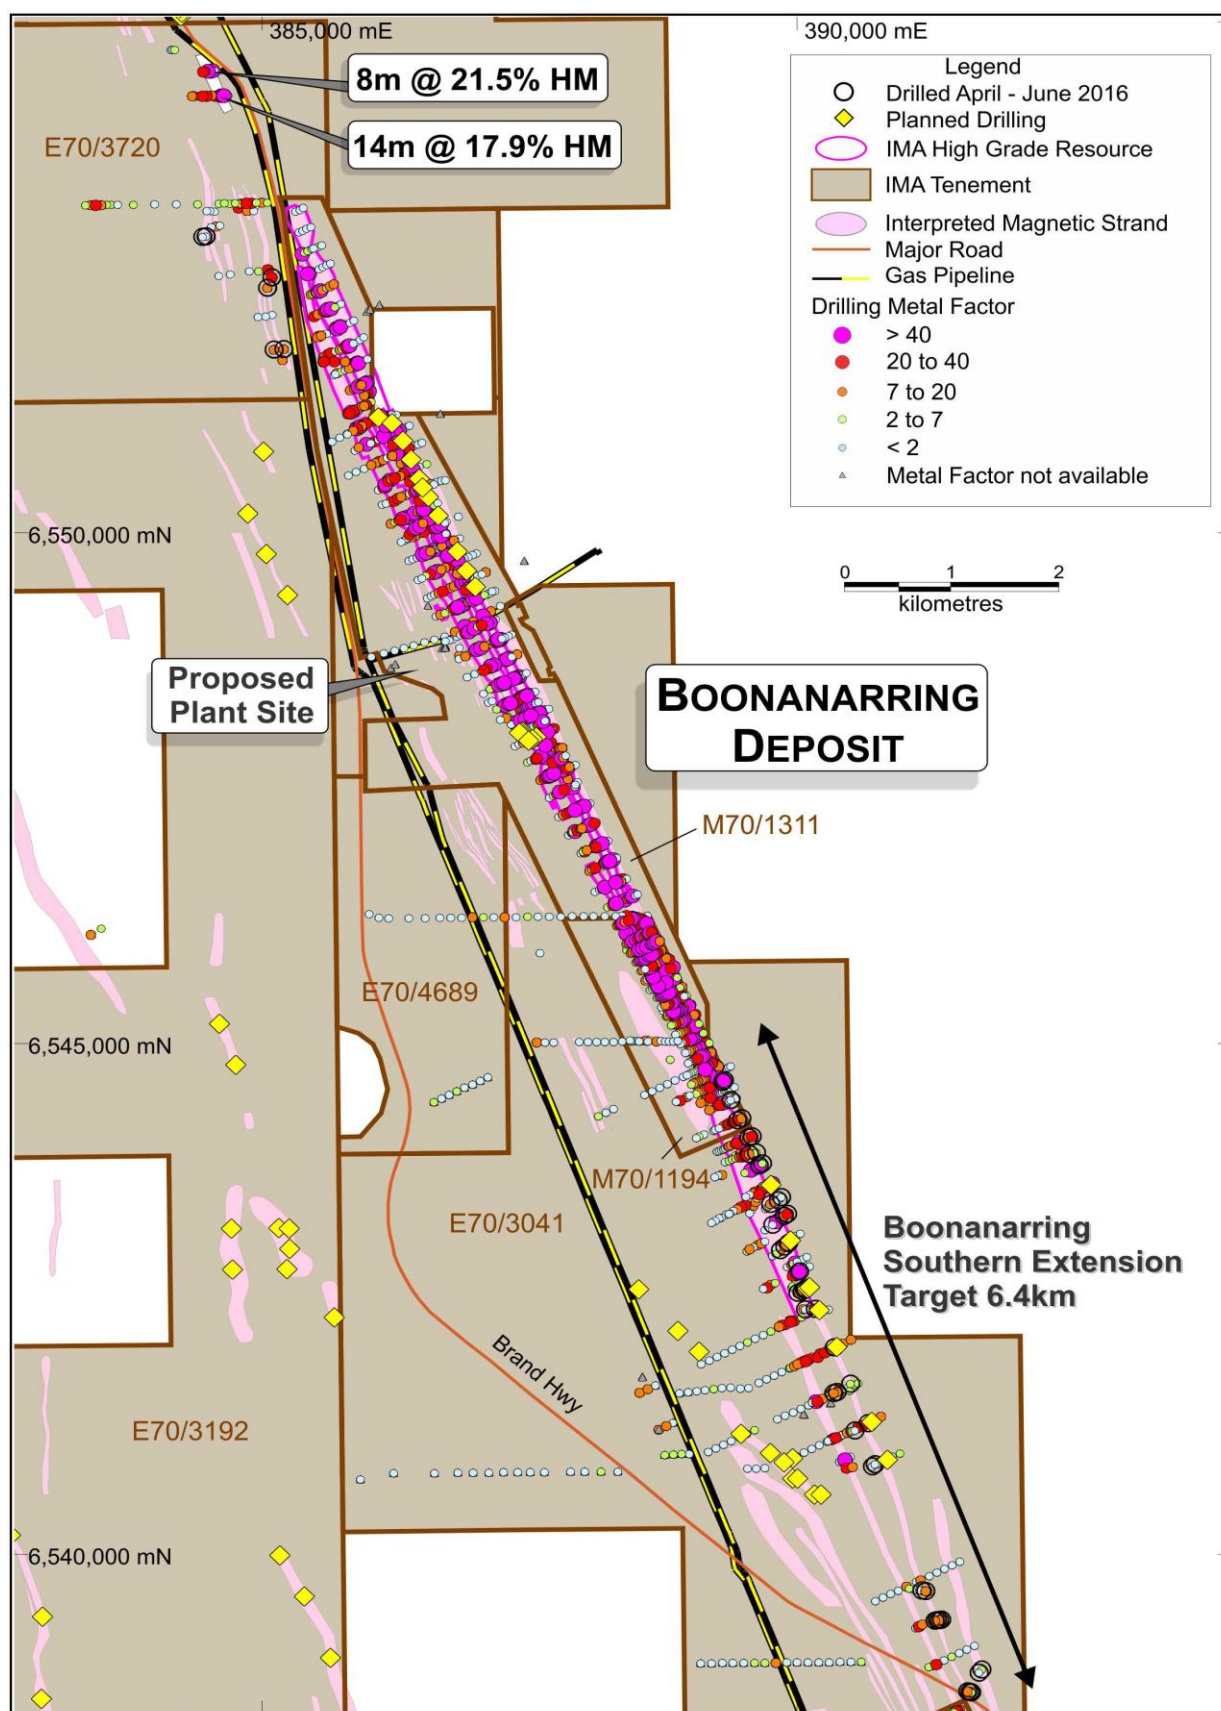 385,000 mE
390,000 mE
8m @ 21.5% HM
14m @ 17.9% HM
E70/3720
Legend
Drilled April - June 2016
Planned Drilling
IMA High Grade Resource
IMA Tenement
Interpreted Magnetic Strand
Major Road
Gas Pipeline
Drilling Metal Factor
> 40
20 to 40
7 to 20
2 to 7
< 2
Metal Factor not available
6,550,000 mN
0 1 2
kilometres
Proposed
Plant Site
BOONANARRING
DEPOSIT
M70/1311
E70/4689
6,545,000 mN
M70/1194
E70/3041
Boonanarring
Southern Extension
Target 6.4km
Brand Hwy
E70/3192
6,540,000 mN